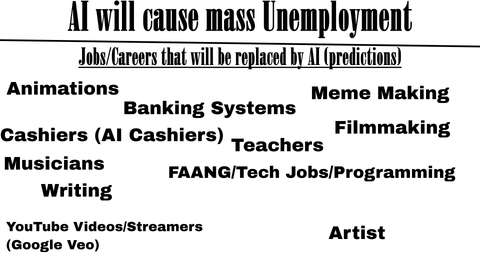 AI will cause mass Unemployment
Jobs/Careers that will be replaced by AI (predictions)
Animations
Meme Making
Banking Systems
Filmmaking
Cashiers (AI Cashiers)
Teachers
Musicians
FAANG/Tech Jobs/Programming
Writing
YouTube Videos/Streamers
(Google Veo)
Artist